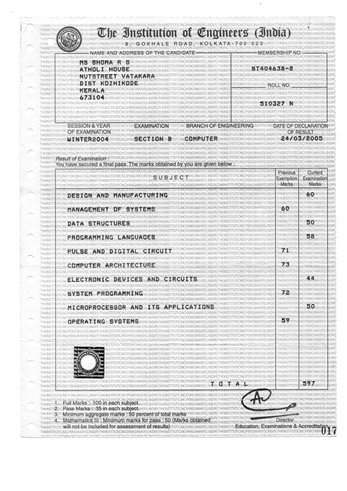 The Institution of Engineers (India)
8, GOKHALE ROAD, KOLKATA-700 020
NAME AND ADDRESS OF THE CANDIDATE
MEMBERSHIP NO.
MS SHOMA R S
ATHOLI HOUSE
NUTSTREET VATAKARA
DIST KOZHIKODE
KERALA
673104
ST404638-8
ROLL NO.
510327 N
SESSION & YEAR OF EXAMINATION
EXAMINATION
BRANCH OF ENGINEERING
DATE OF DECLARATION OF RESULT
WINTER2004 SECTION B COMPUTER 24/03/2005
Result of Examination :
You have secured a final pass. The marks obtained by you are given below :
SUBJECT
Previous Exemption Marks
Current Examination Marks
DESIGN AND MANUFACTURING 60
MANAGEMENT OF SYSTEMS 60
DATA STRUCTURES 50
PROGRAMMING LANGUAGES 58
PULSE AND DIGITAL CIRCUIT 71
COMPUTER ARCHITECTURE 73
ELECTRONIC DEVICES AND CIRCUITS 44
SYSTEM PROGRAMMING 72
MICROPROCESSOR AND ITS APPLICATIONS 50
OPERATING SYSTEMS 59
TOTAL 597
1. Full Marks : 100 in each subject.
2. Pass Marks : 35 in each subject.
3. Minimum aggregate marks : 50 percent of total marks
4. Mathematics III : Minimum marks for pass : 50 (Marks obtained
will not be included for assessment of results)
Director
Education, Examinations & Accreditation
017